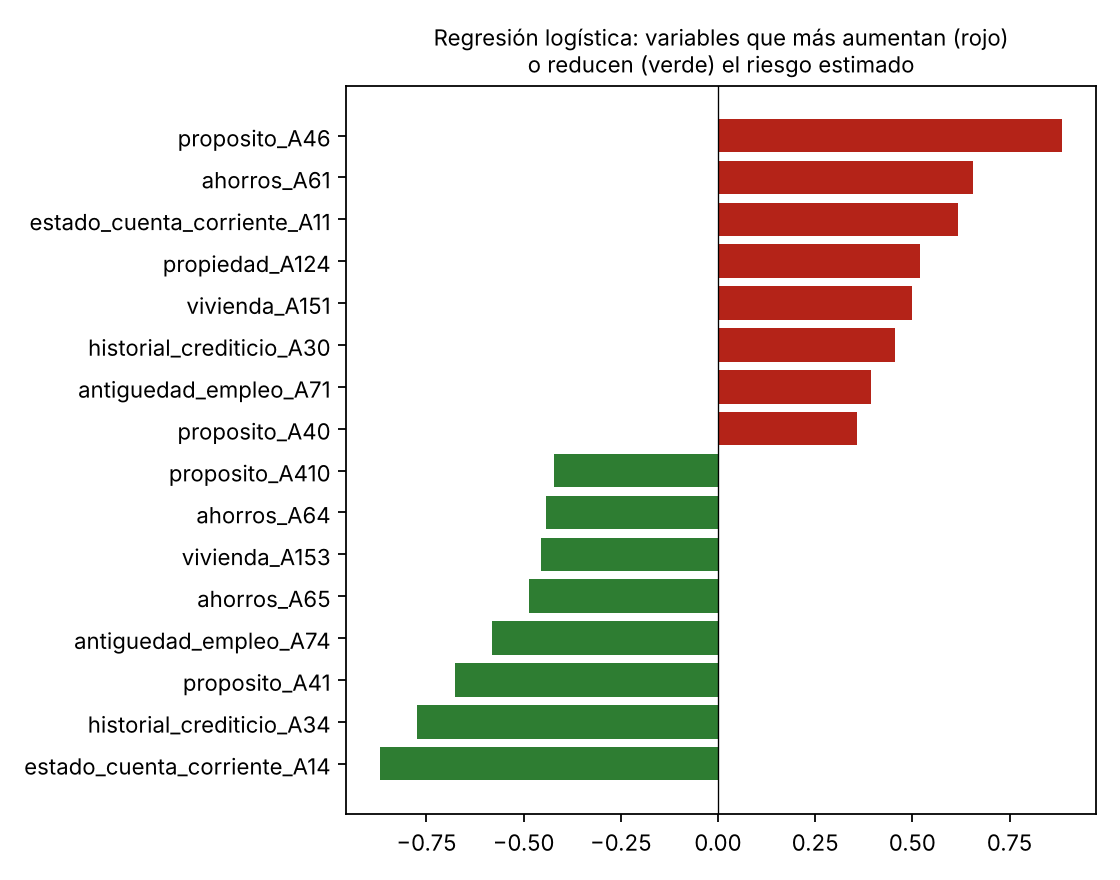 Regresión logística: variables que más aumentan (rojo)
o reducen (verde) el riesgo estimado
proposito_A46
ahorros_A61
estado_cuenta_corriente_A11
propiedad_A124
vivienda_A151
historial_crediticio_A30
antiguedad_empleo_A71
proposito_A40
proposito_A410
ahorros_A64
vivienda_A153
ahorros_A65
antiguedad_empleo_A74
proposito_A41
historial_crediticio_A34
estado_cuenta_corriente_A14
−0.75 −0.50 −0.25 0.00 0.25 0.50 0.75